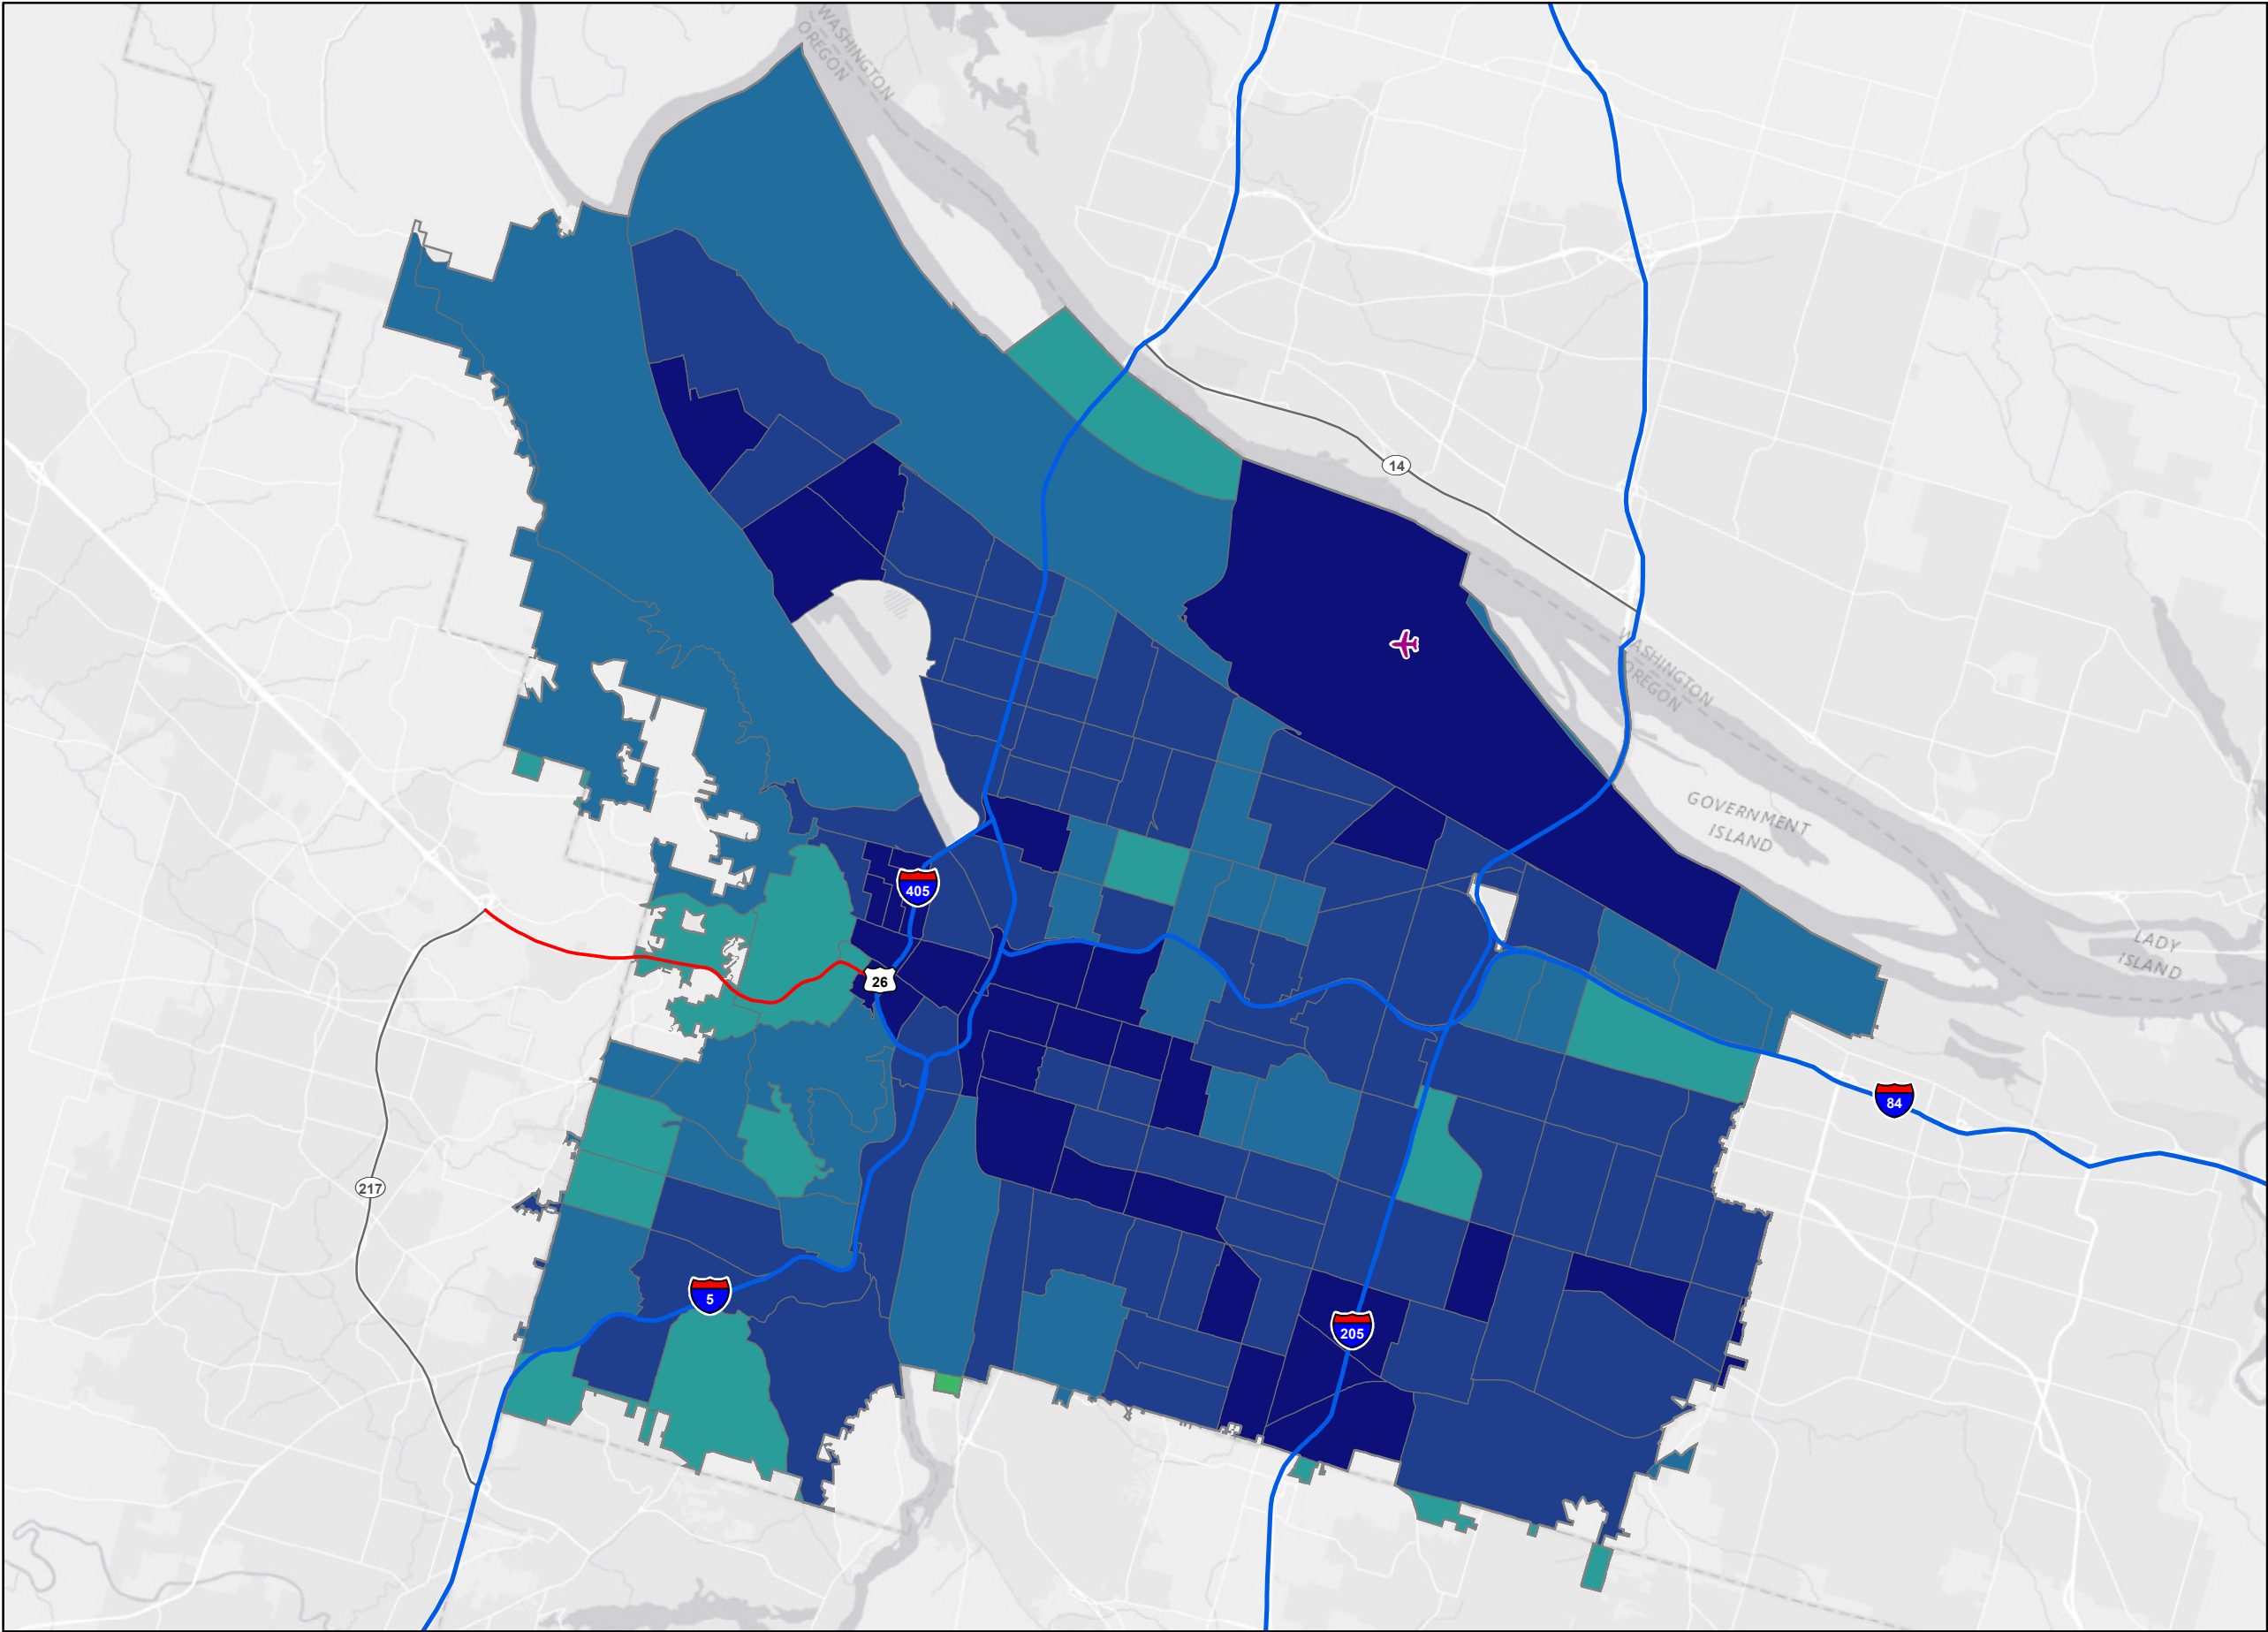 WASHINGTON
OREGON
14
WASHINGTON
OREGON
GOVERNMENT
ISLAND
405
LADY
ISLAND
26
84
217
5
205